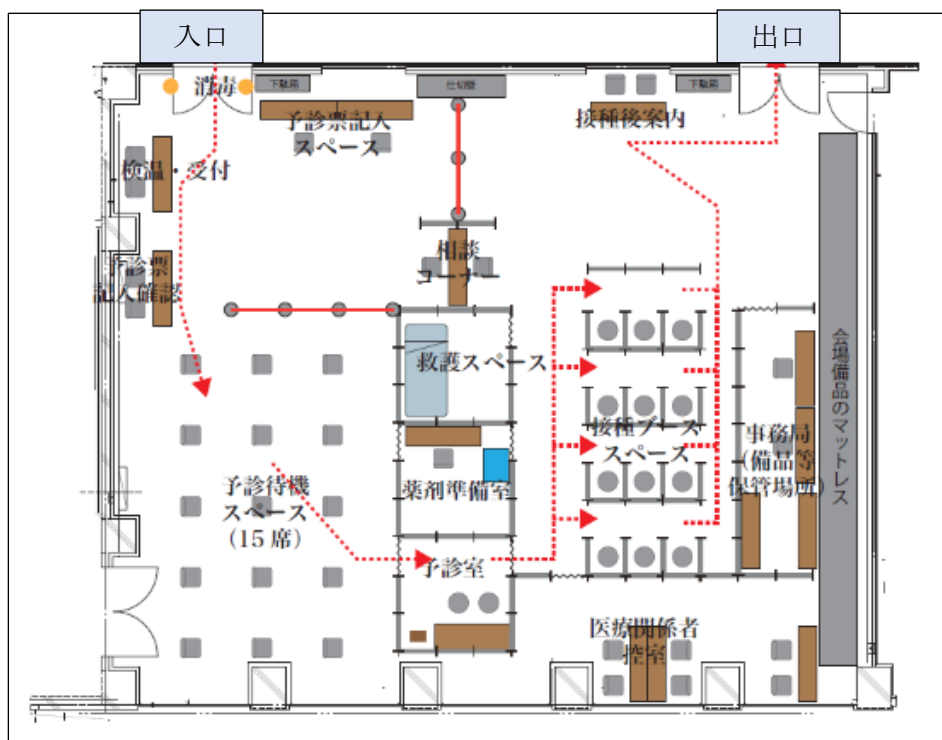 入口
出口
消毒
下駄箱
仕切壁
下駄箱
予診票記入
スペース
接種後案内
検温・受付
相談
コーナー
予診票
記入確認
救護スペース
会場備品のマットレス
接種ブース
スペース
事務局
(備品等
保管場所)
薬剤準備室
予診待機
スペース
(15 席)
予診室
医療関係者
控室